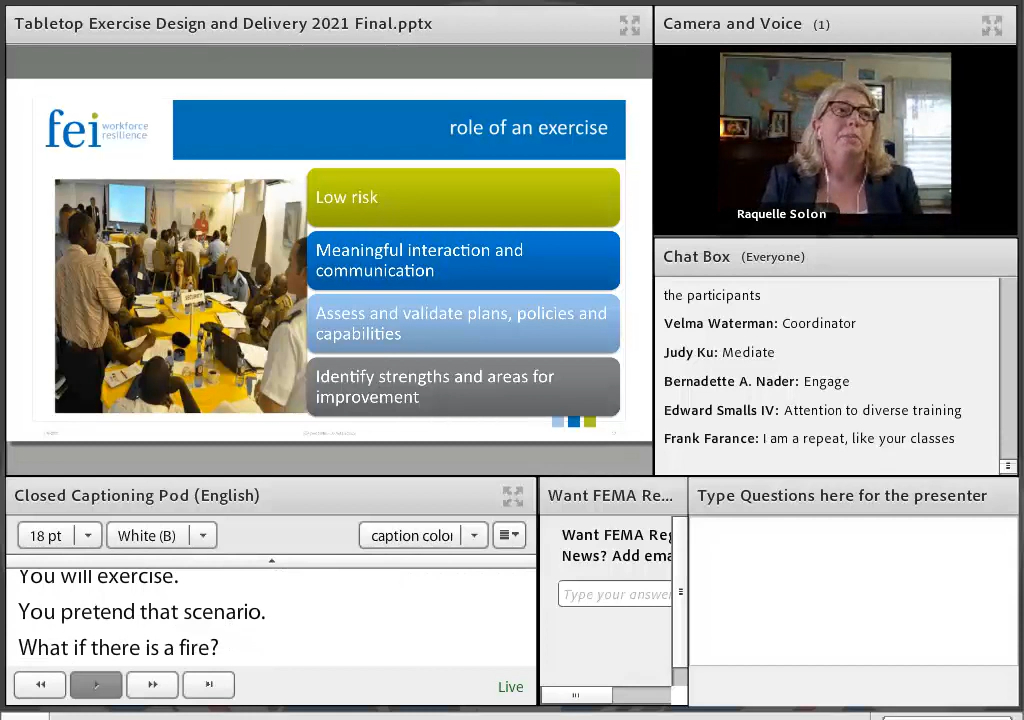 Tabletop Exercise Design and Delivery 2021 Final.pptx
fei workforce
resilience
role of an exercise
Low risk
Meaningful interaction and
communication
Assess and validate plans, policies and
capabilities
Identify strengths and areas for
improvement
SECURITY
Camera and Voice (1)
Raquelle Solon
Chat Box (Everyone)
the participants
Velma Waterman: Coordinator
Judy Ku: Mediate
Bernadette A. Nader: Engage
Edward Smalls IV: Attention to diverse training
Frank Farance: I am a repeat, like your classes
Closed Captioning Pod (English)
18 pt
White (B)
caption color
You will exercise.
You pretend that scenario.
What if there is a fire?
Live
Want FEMA Re...
Want FEMA Reg
News? Add ema
Type your answer
Type Questions here for the presenter